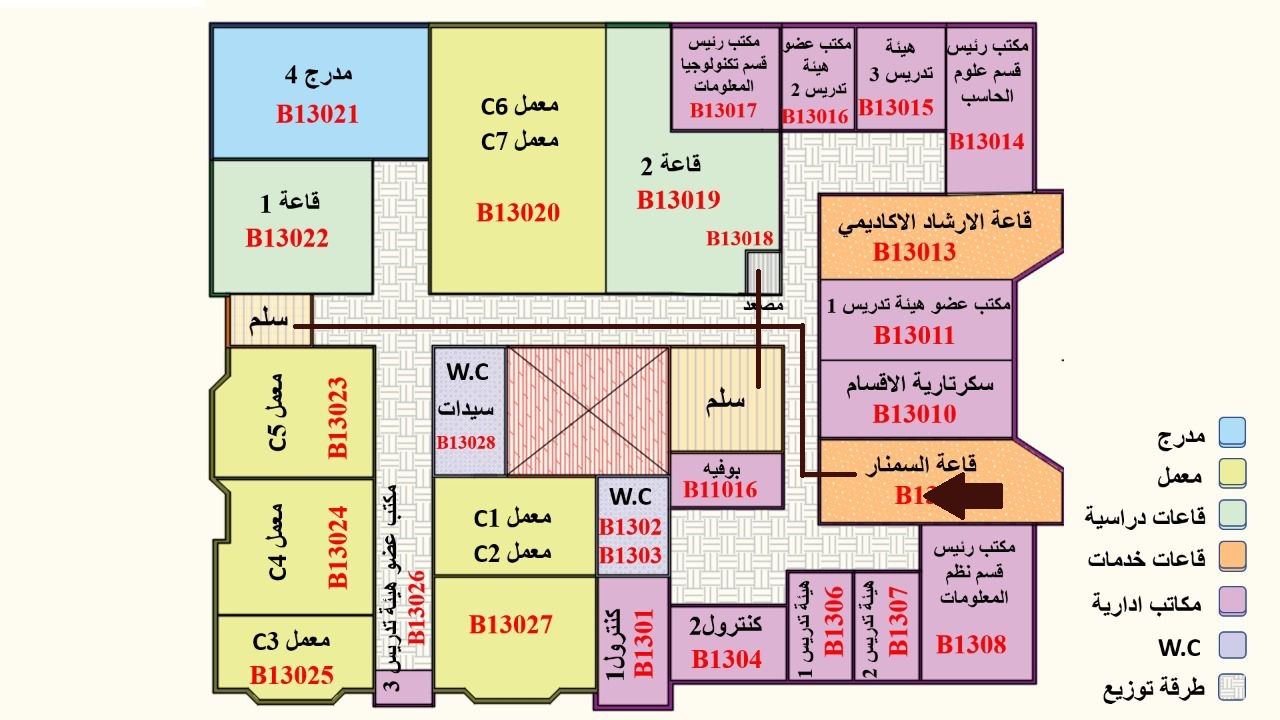 مدرج 4
B13021
معمل C6
معمل C7
B13020
قاعة 2
B13019
B13018
مصعد
مكتب رئيس
قسم تكنولوجيا
المعلومات
B13017
مكتب عضو
هيئة
تدريس 2
B13016
هيئة
تدريس 3
B13015
مكتب رئيس
قسم علوم
الحاسب
B13014
قاعة 1
B13022
قاعة الارشاد الاكاديمي
B13013
مكتب عضو هيئة تدريس 1
B13011
سكرتارية الاقسام
B13010
قاعة السمنار
سلم
معمل C5
B13023
W.C
سيدات
B13028
سلم
بوفيه
B11016
معمل C4
B13024
معمل C1
معمل C2
W.C
B1302
B1303
معمل C3
B13025
مكتب عضو هيئة تدريس 3
B13026
B13027
كنترول1
B1301
كنترول2
B1304
هيئة تدريس 1
B1306
هيئة تدريس 2
B1307
مكتب رئيس
قسم نظم
المعلومات
B1308
مدرج
معمل
قاعات دراسية
قاعات خدمات
مكاتب ادارية
W.C
طرقة توزيع